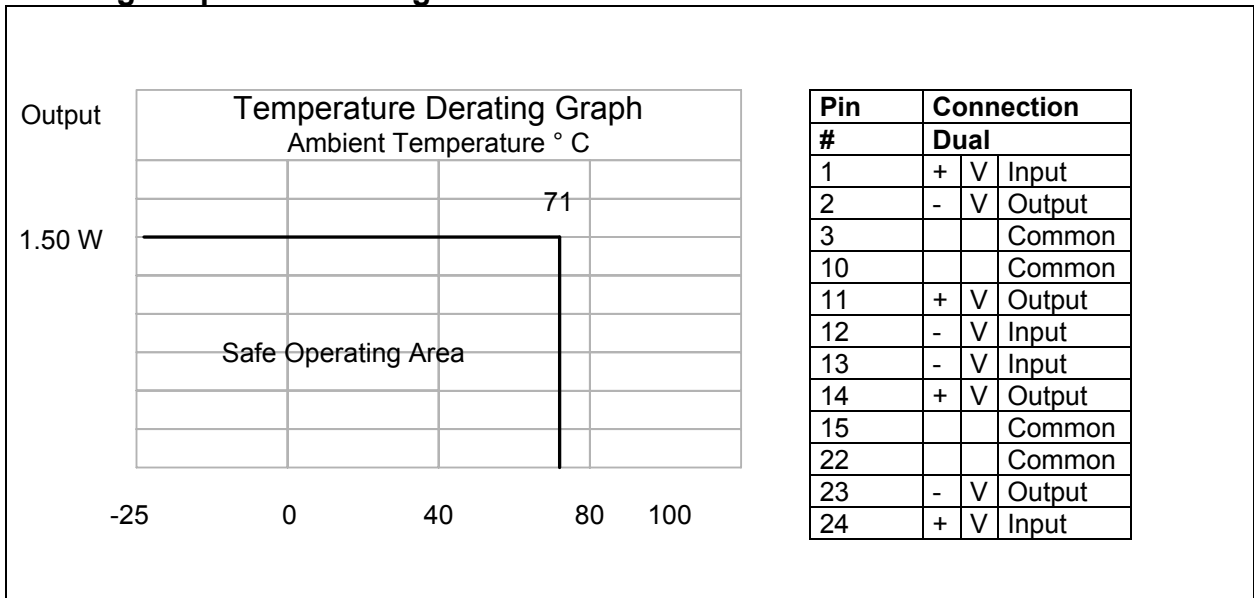 Output
Temperature Derating Graph
Ambient Temperature ° C
71
1.50 W
Safe Operating Area
-25 0 40 80 100
Pin Connection
# Dual
1 + V Input
2 - V Output
3 Common
10 Common
11 + V Output
12 - V Input
13 - V Input
14 + V Output
15 Common
22 Common
23 - V Output
24 + V Input